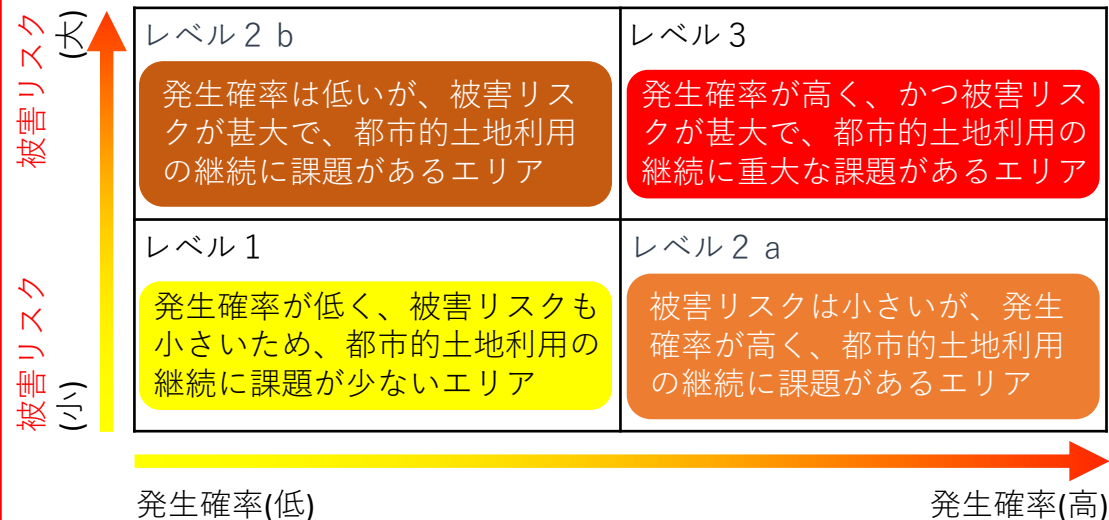 被害リスク
(大)
レベル２ｂ
発生確率は低いが、被害リス
クが甚大で、都市的土地利用
の継続に課題があるエリア
レベル３
発生確率が高く、かつ被害リス
クが甚大で、都市的土地利用の
継続に重大な課題があるエリア
被害リスク
(小)
レベル１
発生確率が低く、被害リスクも
小さいため、都市的土地利用の
継続に課題が少ないエリア
レベル２ａ
被害リスクは小さいが、発生
確率が高く、都市的土地利用
の継続に課題があるエリア
発生確率(低)
発生確率(高)